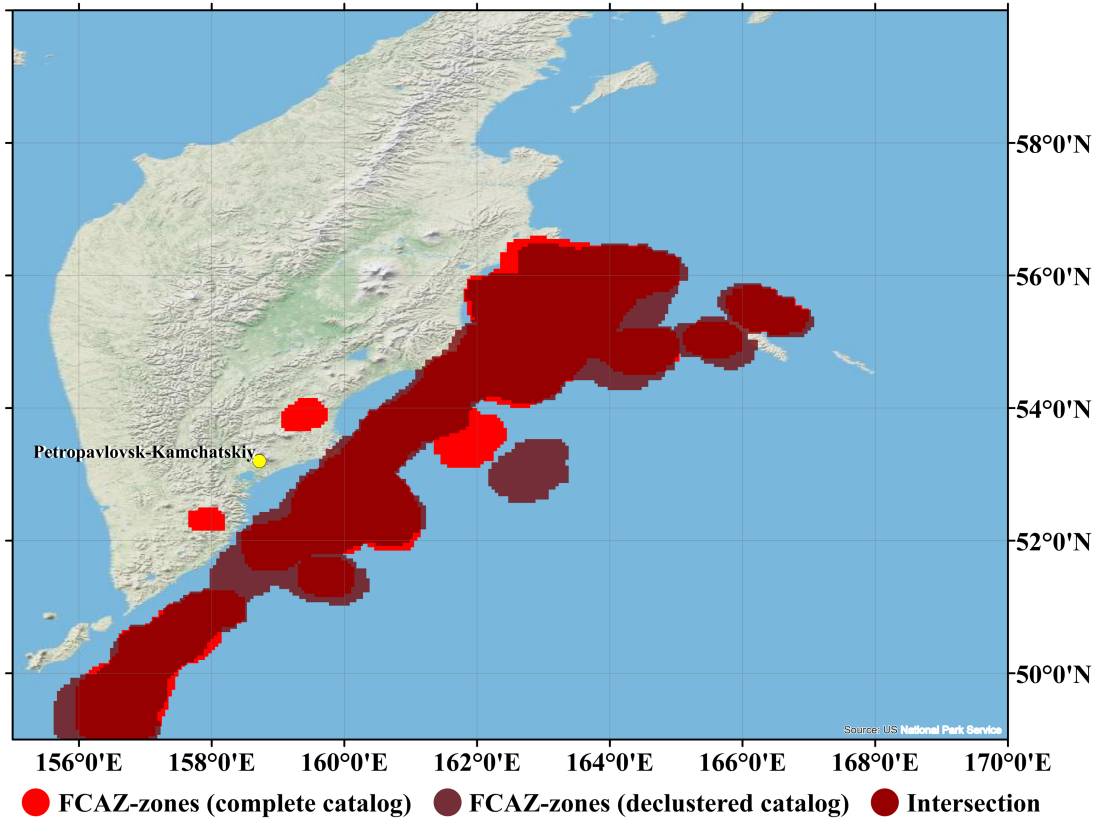 58°0'N
56°0'N
54°0'N
Petropavlovsk-Kamchatskiy
52°0'N
50°0'N
Source: US National Park Service
156°0'E 158°0'E 160°0'E 162°0'E 164°0'E 166°0'E 168°0'E 170°0'E
FCAZ-zones (complete catalog) FCAZ-zones (declustered catalog) Intersection